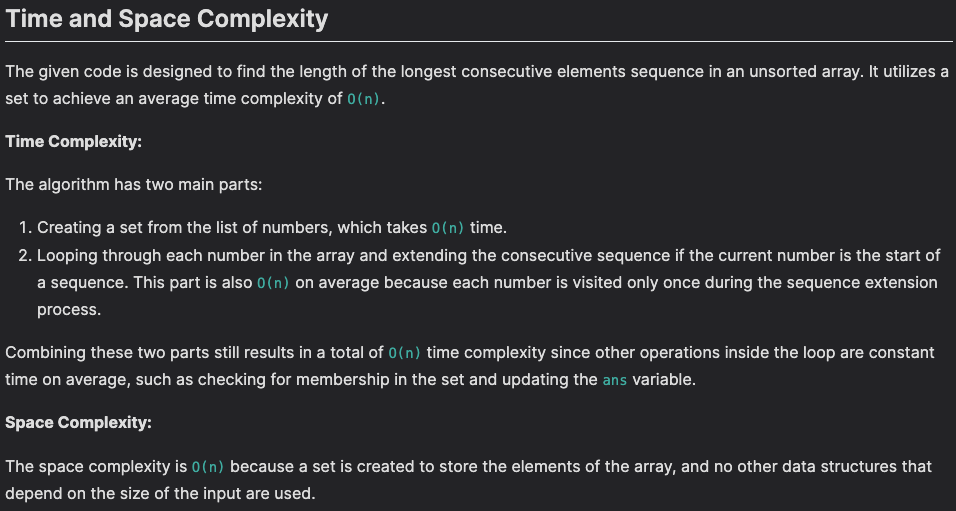 Time and Space Complexity
The given code is designed to find the length of the longest consecutive elements sequence in an unsorted array. It utilizes a
set to achieve an average time complexity of O(n).
Time Complexity:
The algorithm has two main parts:
1. Creating a set from the list of numbers, which takes O(n) time.
2. Looping through each number in the array and extending the consecutive sequence if the current number is the start of
a sequence. This part is also O(n) on average because each number is visited only once during the sequence extension
process.
Combining these two parts still results in a total of O(n) time complexity since other operations inside the loop are constant
time on average, such as checking for membership in the set and updating the ans variable.
Space Complexity:
The space complexity is O(n) because a set is created to store the elements of the array, and no other data structures that
depend on the size of the input are used.